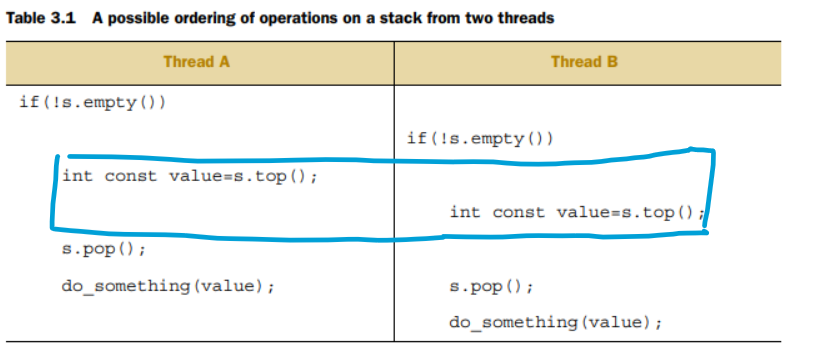 Table 3.1 A possible ordering of operations on a stack from two threads
Thread A Thread B
if(!s.empty())
if(!s.empty())
int const value=s.top();
int const value=s.top();
s.pop();
do_something(value); s.pop();
do_something(value);